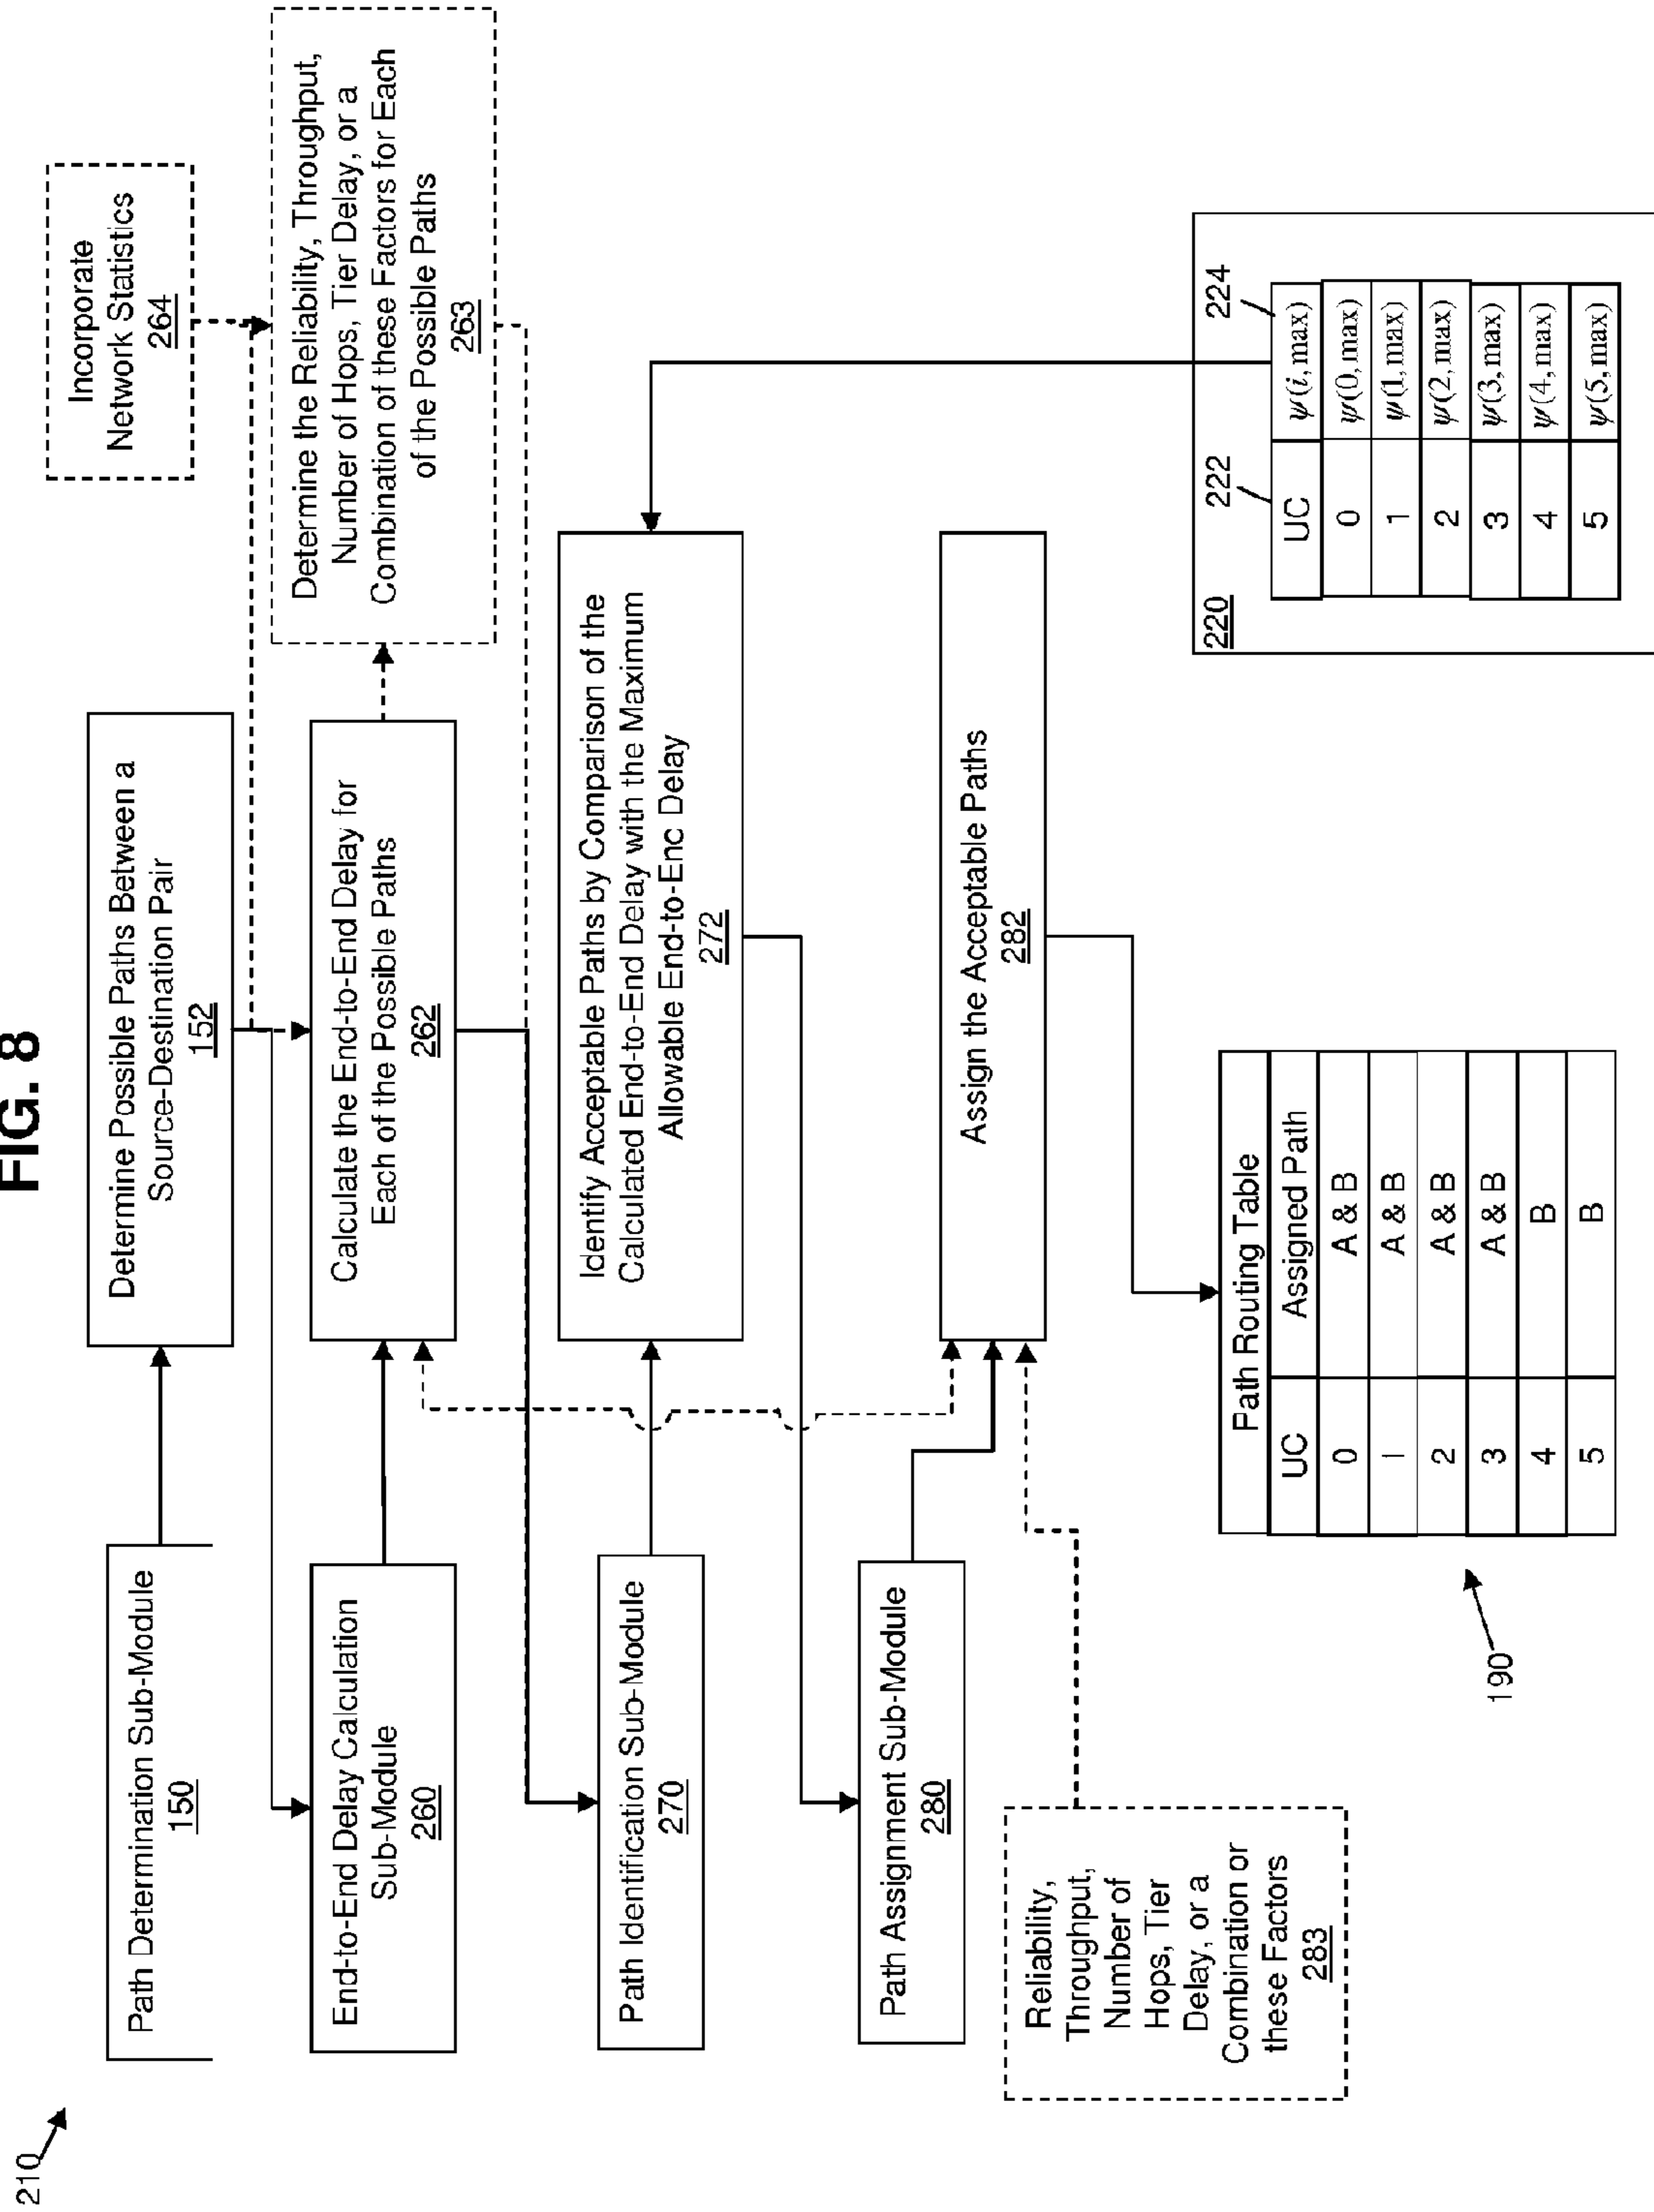 FIG. 8
210
Path Determination Sub-Module
150
Determine Possible Paths Between a
Source-Destination Pair
152
Incorporate
Network Statistics
264
End-to-End Delay Calculation
Sub-Module
260
Calculate the End-to-End Delay for
Each of the Possible Paths
262
Determine the Reliability, Throughput,
Number of Hops, Tier Delay, or a
Combination of these Factors for Each
of the Possible Paths
263
Path Identification Sub-Module
270
Identify Acceptable Paths by Comparison of the
Calculated End-to-End Delay with the Maximum
Allowable End-to-Enc Delay
272
Path Assignment Sub-Module
280
Assign the Acceptable Paths
282
Reliability,
Throughput,
Number of
Hops, Tier
Delay, or a
Combination or
these Factors
283
190
Path Routing Table
UC Assigned Path
0 A & B
1 A & B
2 A & B
3 A & B
4 B
5 B
220
222
224
UC ψ(i,max)
0 ψ(0,max)
1 ψ(1,max)
2 ψ(2,max)
3 ψ(3,max)
4 ψ(4,max)
5 ψ(5,max)